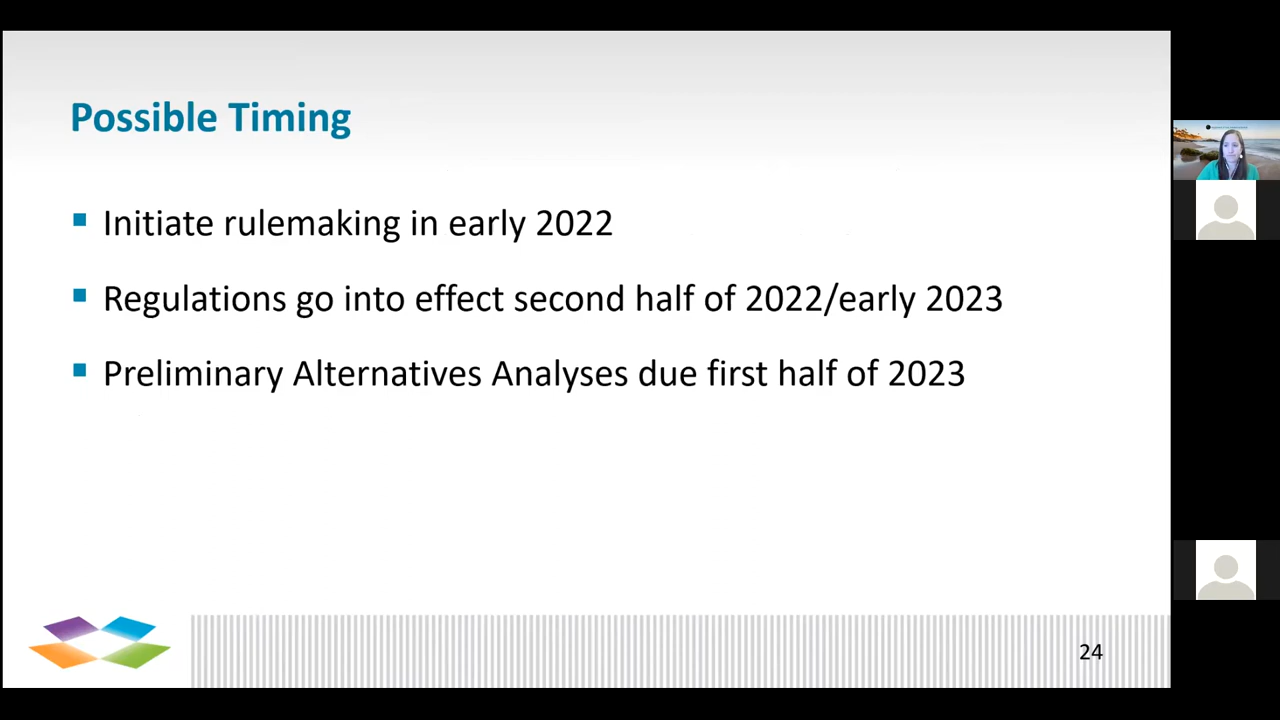 Possible Timing
Initiate rulemaking in early 2022
Regulations go into effect second half of 2022/early 2023
Preliminary Alternatives Analyses due first half of 2023
24